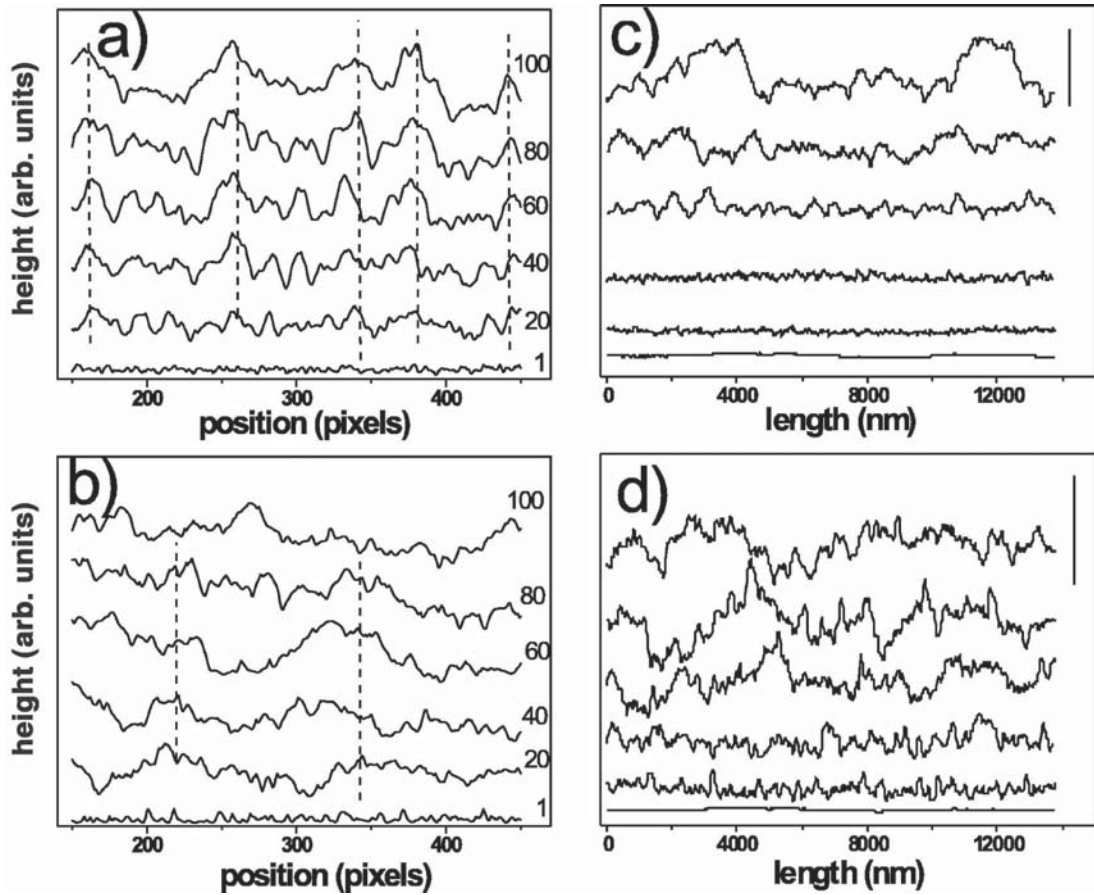 a)
height (arb. units)
100
80
60
40
20
1
200 300 400
position (pixels)
c)
0 4000 8000 12000
length (nm)
b)
height (arb. units)
100
80
60
40
20
1
200 300 400
position (pixels)
d)
0 4000 8000 12000
length (nm)